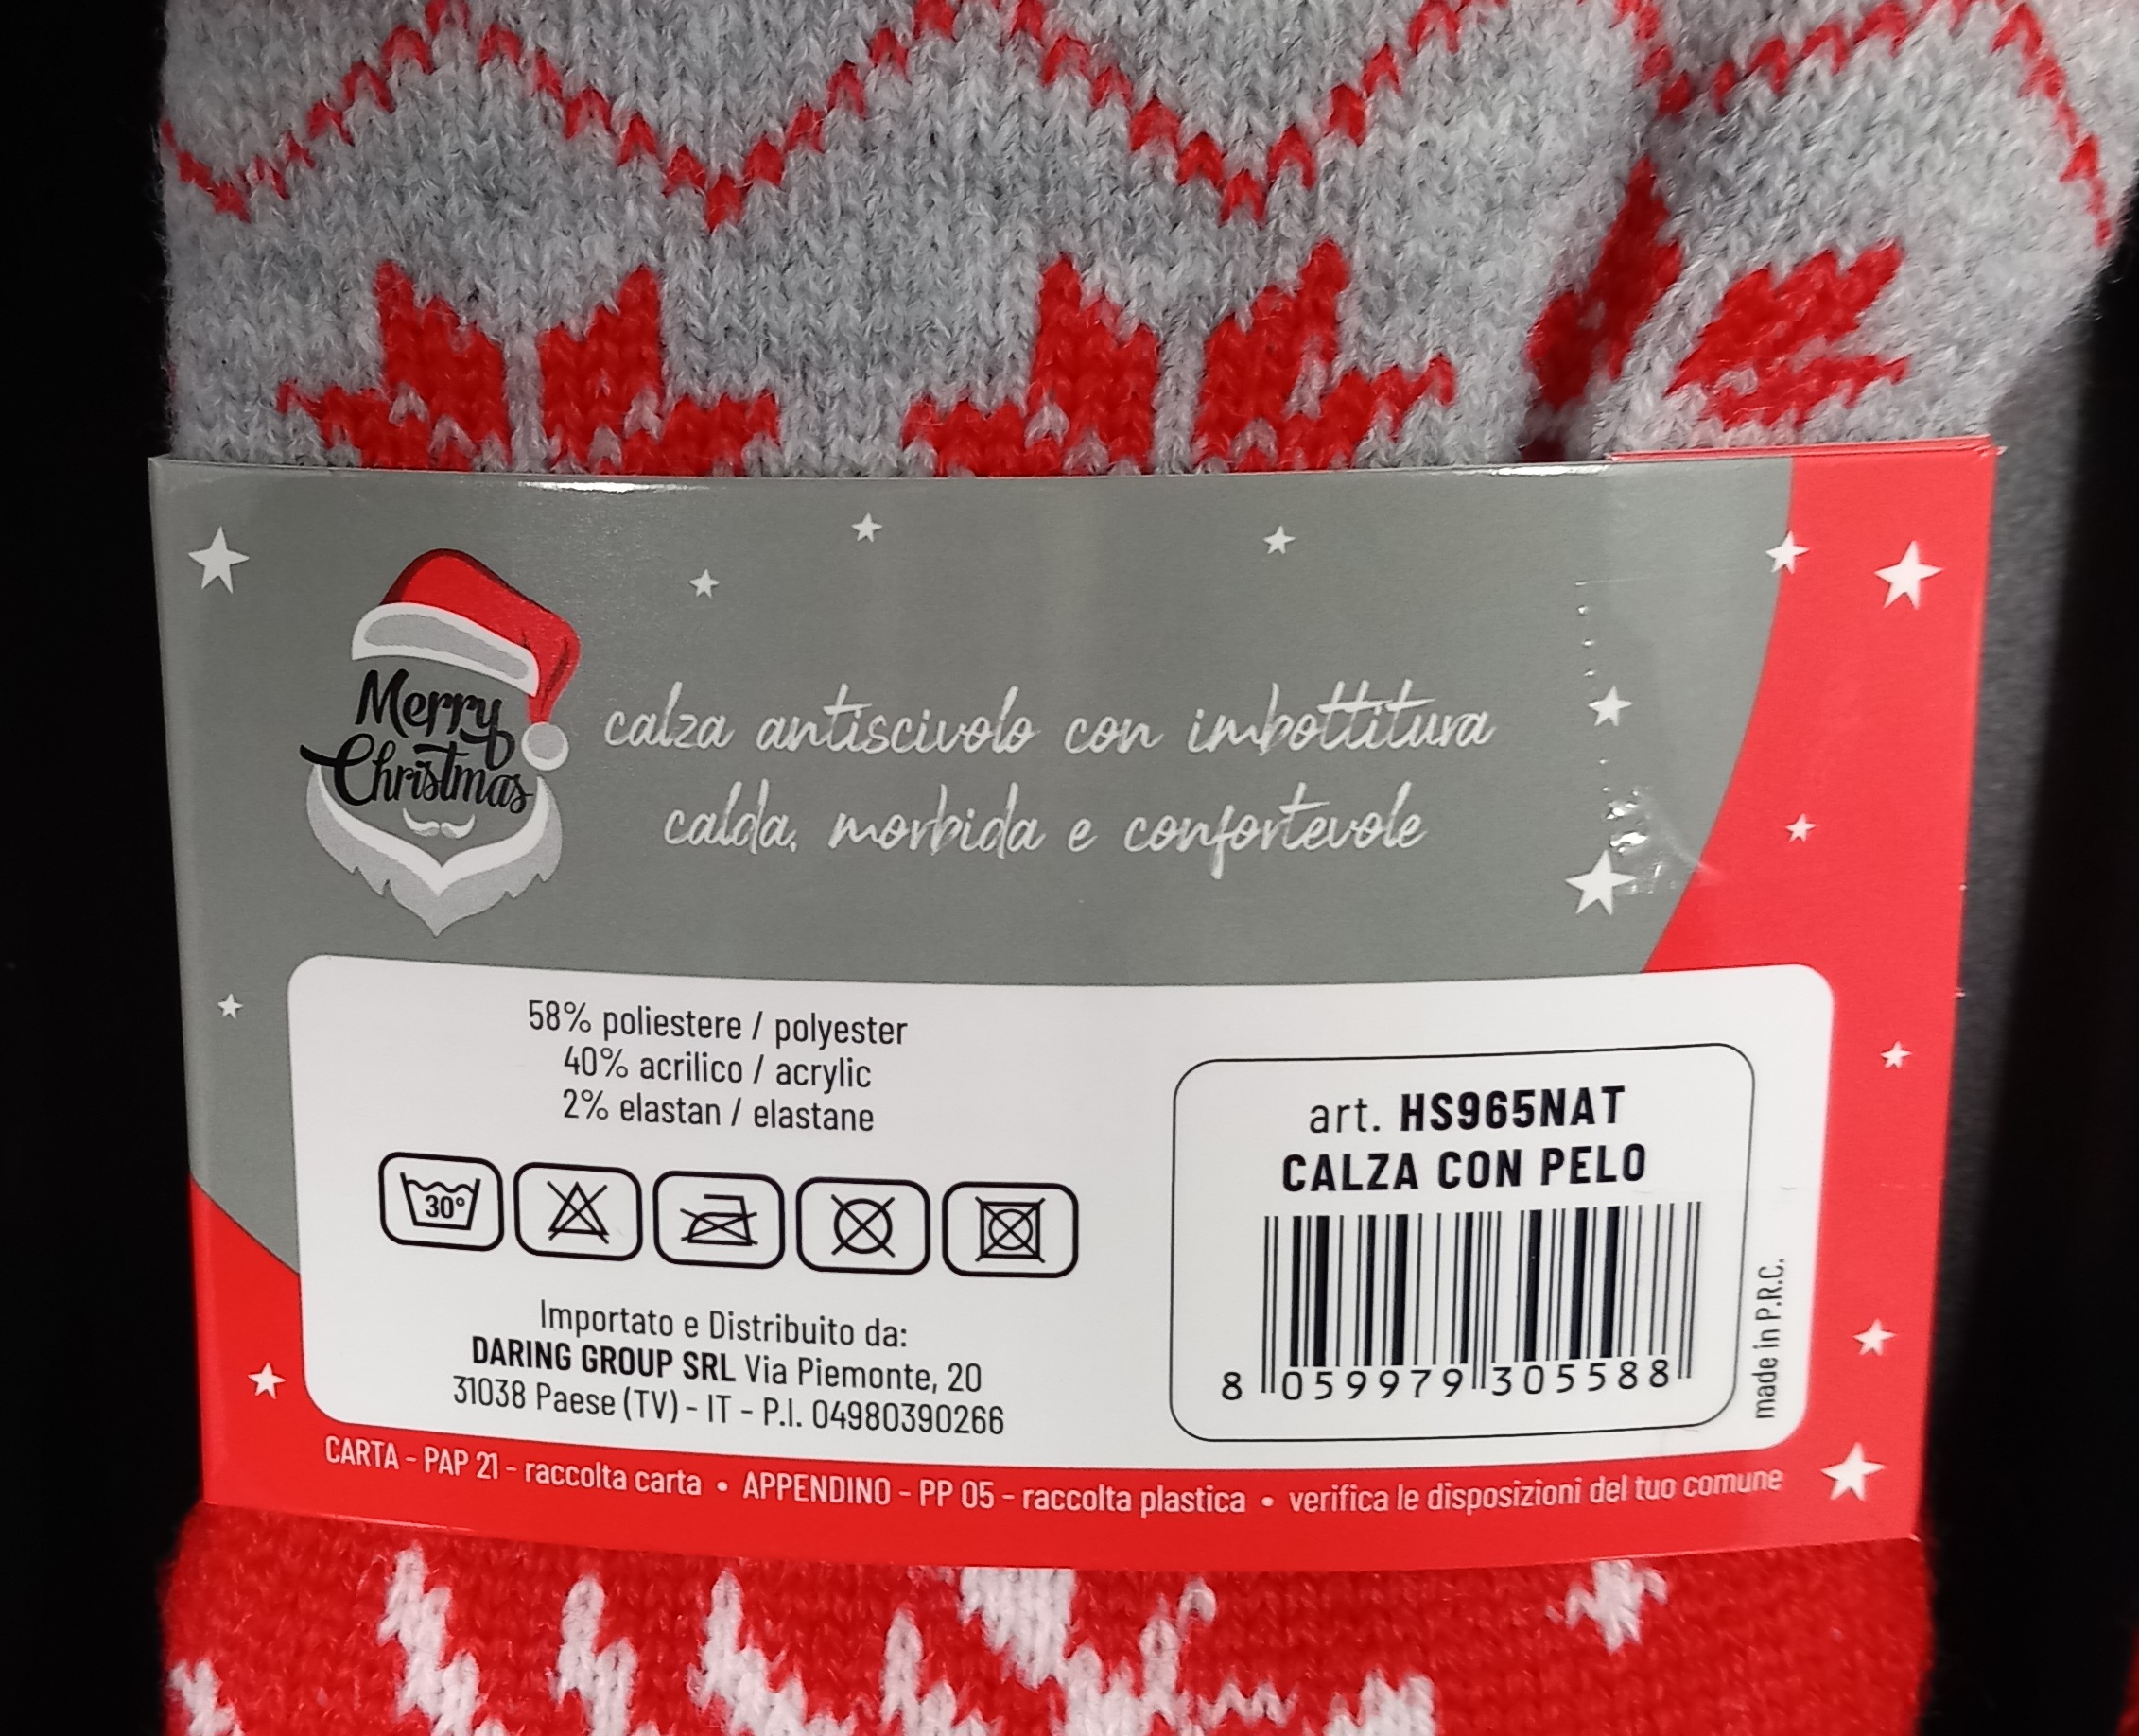 Merry
Christmas
calza antiscivolo con imbottitura
calda, morbida e confortevole
58% poliestere / polyester
40% acrilico / acrylic
2% elastan / elastane
30°
Importato e Distribuito da:
DARING GROUP SRL Via Piemonte, 20
31038 Paese (TV) - IT - P.I. 04980390266
art. HS965NAT
CALZA CON PELO
8 059979 305588
made in P.R.C.
CARTA - PAP 21 - raccolta carta • APPENDINO - PP 05 - raccolta plastica • verifica le disposizioni del tuo comune